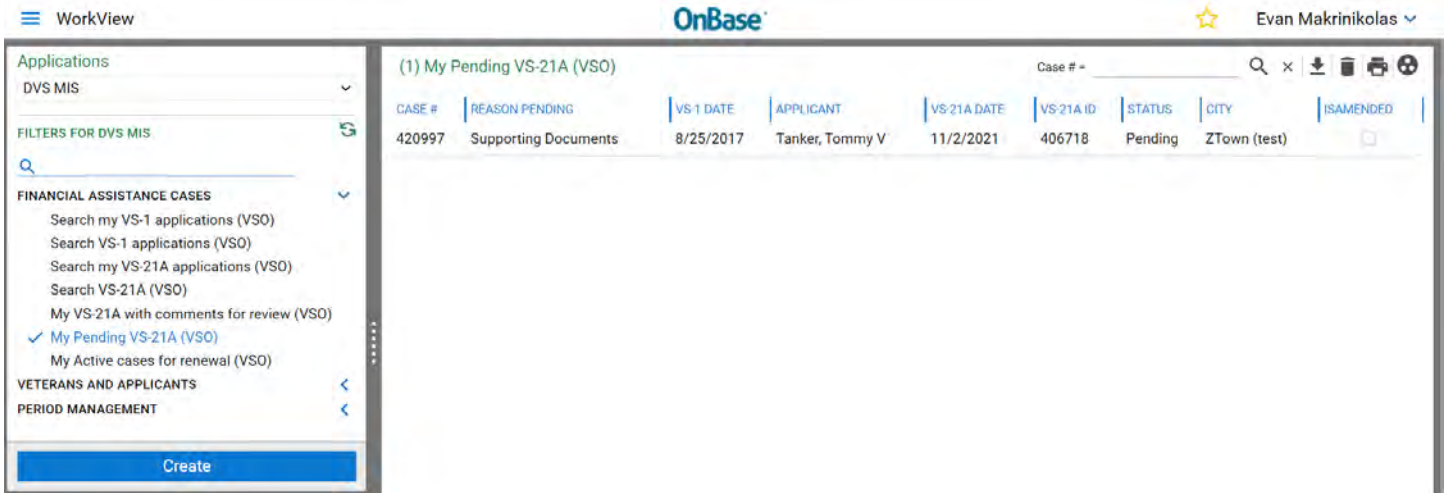 WorkView
OnBase
Evan Makrinikolas
Applications
DVS MIS
FILTERS FOR DVS MIS
FINANCIAL ASSISTANCE CASES
Search my VS-1 applications (VSO)
Search VS-1 applications (VSO)
Search my VS-21A applications (VSO)
Search VS-21A (VSO)
My VS-21A with comments for review (VSO)
My Pending VS-21A (VSO)
My Active cases for renewal (VSO)
VETERANS AND APPLICANTS
PERIOD MANAGEMENT
Create
(1) My Pending VS-21A (VSO)
Case # =
CASE # REASON PENDING VS-1 DATE APPLICANT VS-21A DATE VS-21A ID STATUS CITY ISAMENDED
420997 Supporting Documents 8/25/2017 Tanker, Tommy V 11/2/2021 406718 Pending ZTown (test)